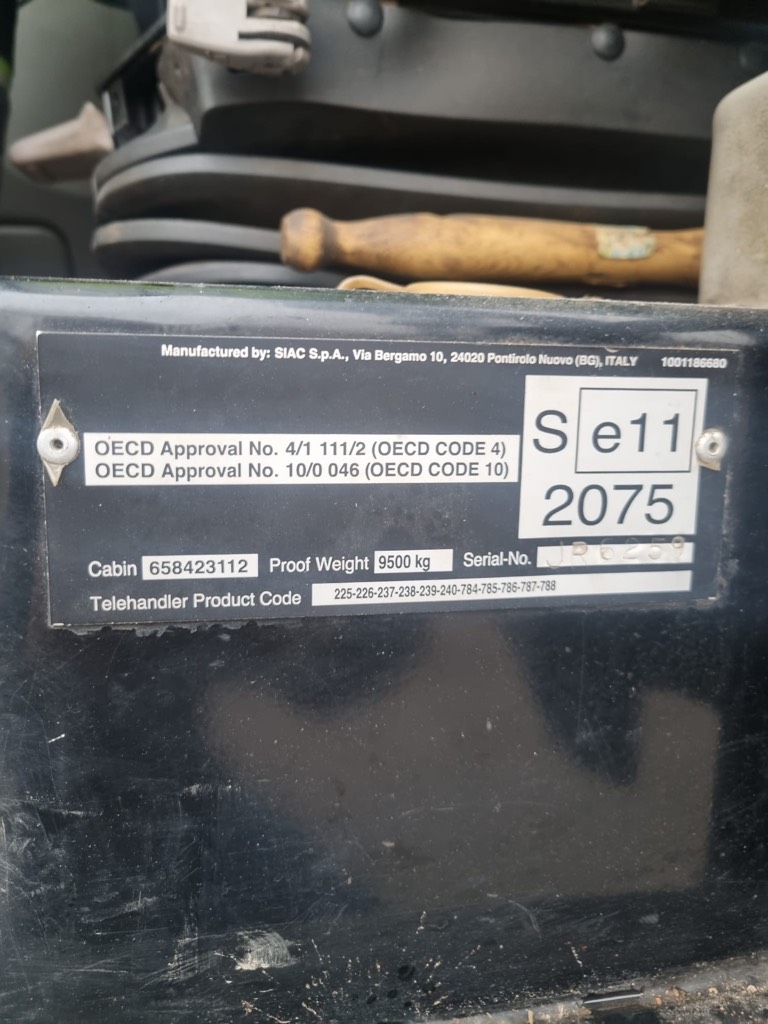 Manufactured by: SIAC S.p.A., Via Bergamo 10, 24020 Pontirolo Nuovo (BG), ITALY 1001186680
OECD Approval No. 4/1 111/2 (OECD CODE 4)
OECD Approval No. 10/0 046 (OECD CODE 10)
S e11
2075
Cabin 658423112 Proof Weight 9500 kg Serial-No. JR6259
Telehandler Product Code 225-226-237-238-239-240-784-785-786-787-788